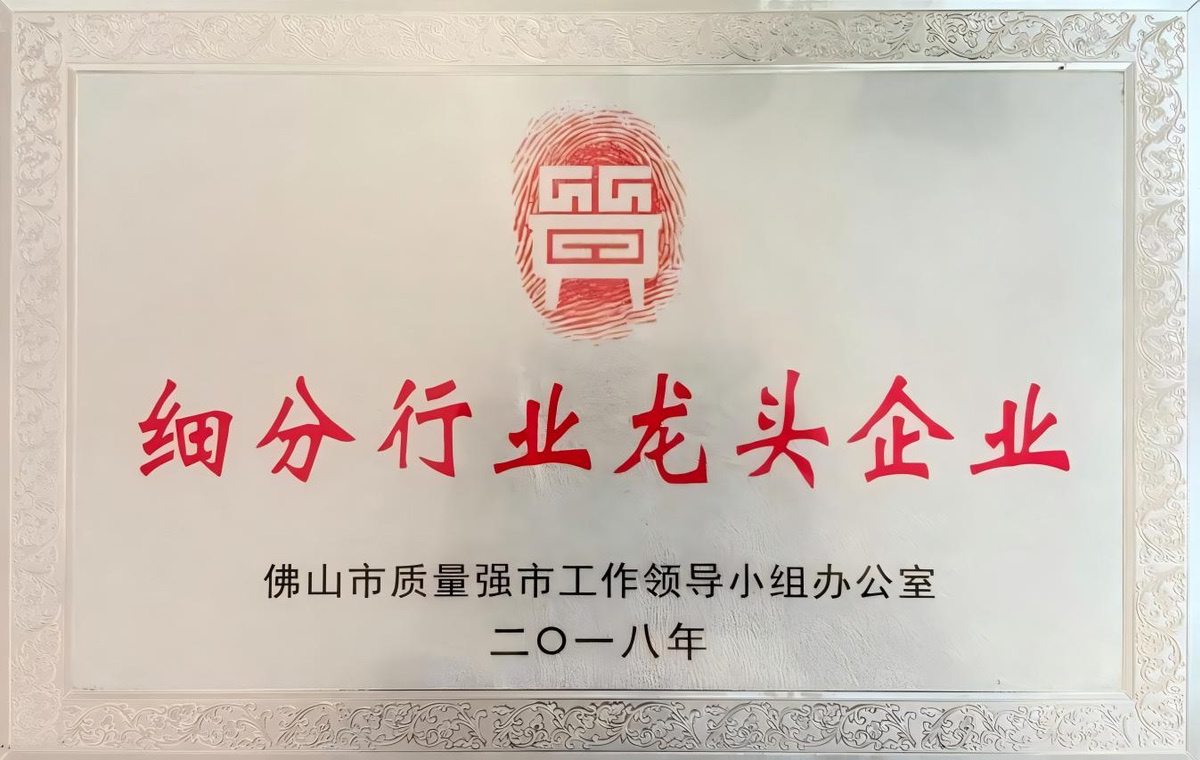 質
细分行业龙头企业
佛山市质量强市工作领导小组办公室
二〇一八年